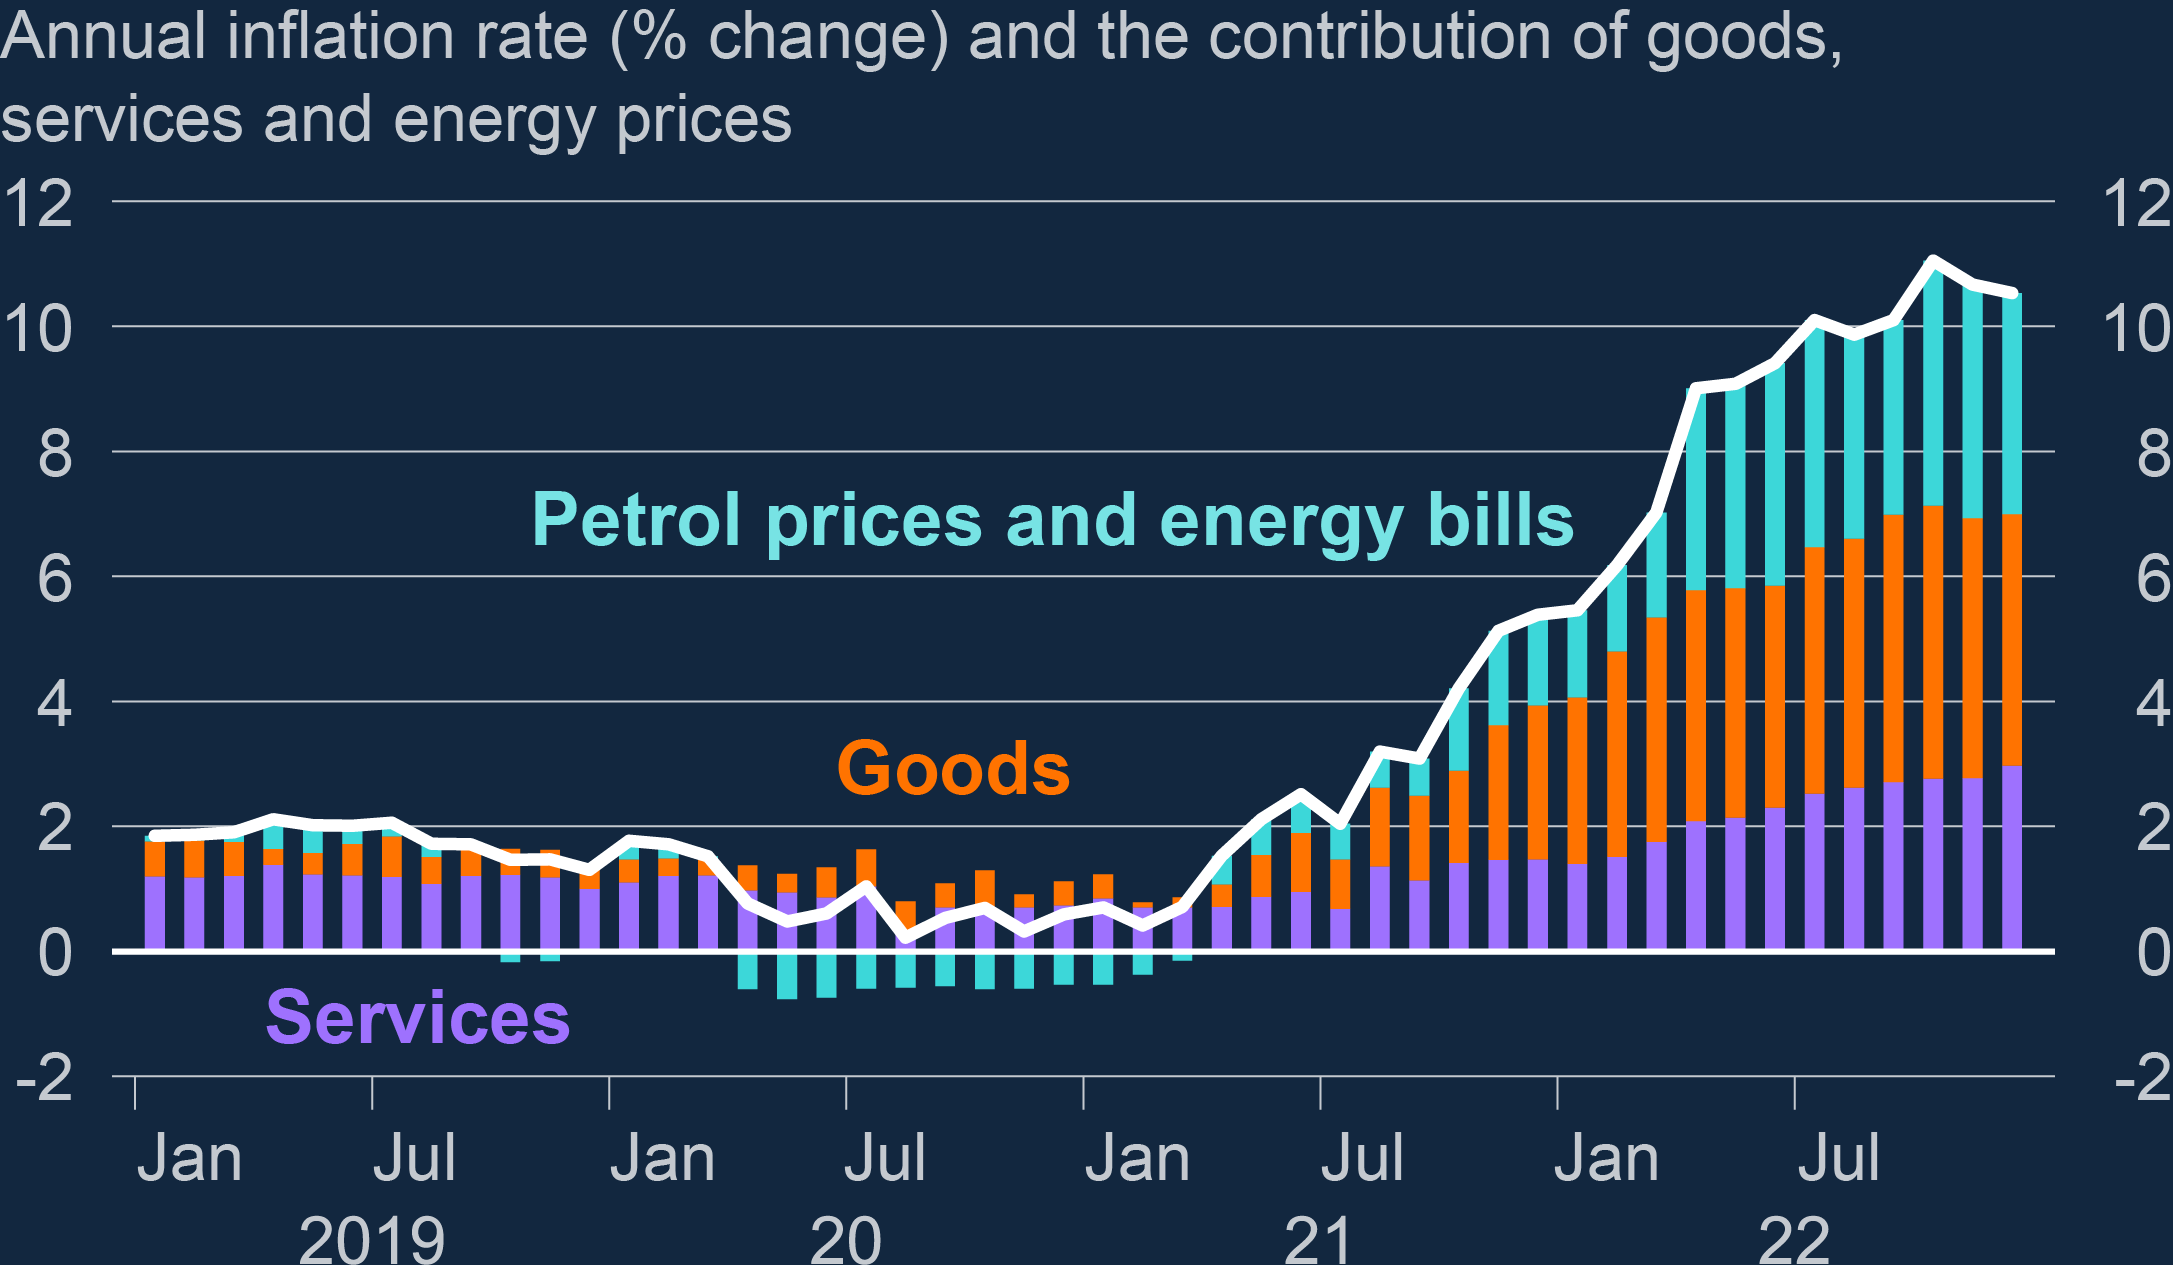 Annual inflation rate (% change) and the contribution of goods,
services and energy prices
12 12
10 10
8 8
Petrol prices and energy bills
6 6
4 4
Goods
2 2
0 0
Services
-2 -2
Jan Jul Jan Jul Jan Jul Jan Jul
2019 20 21 22